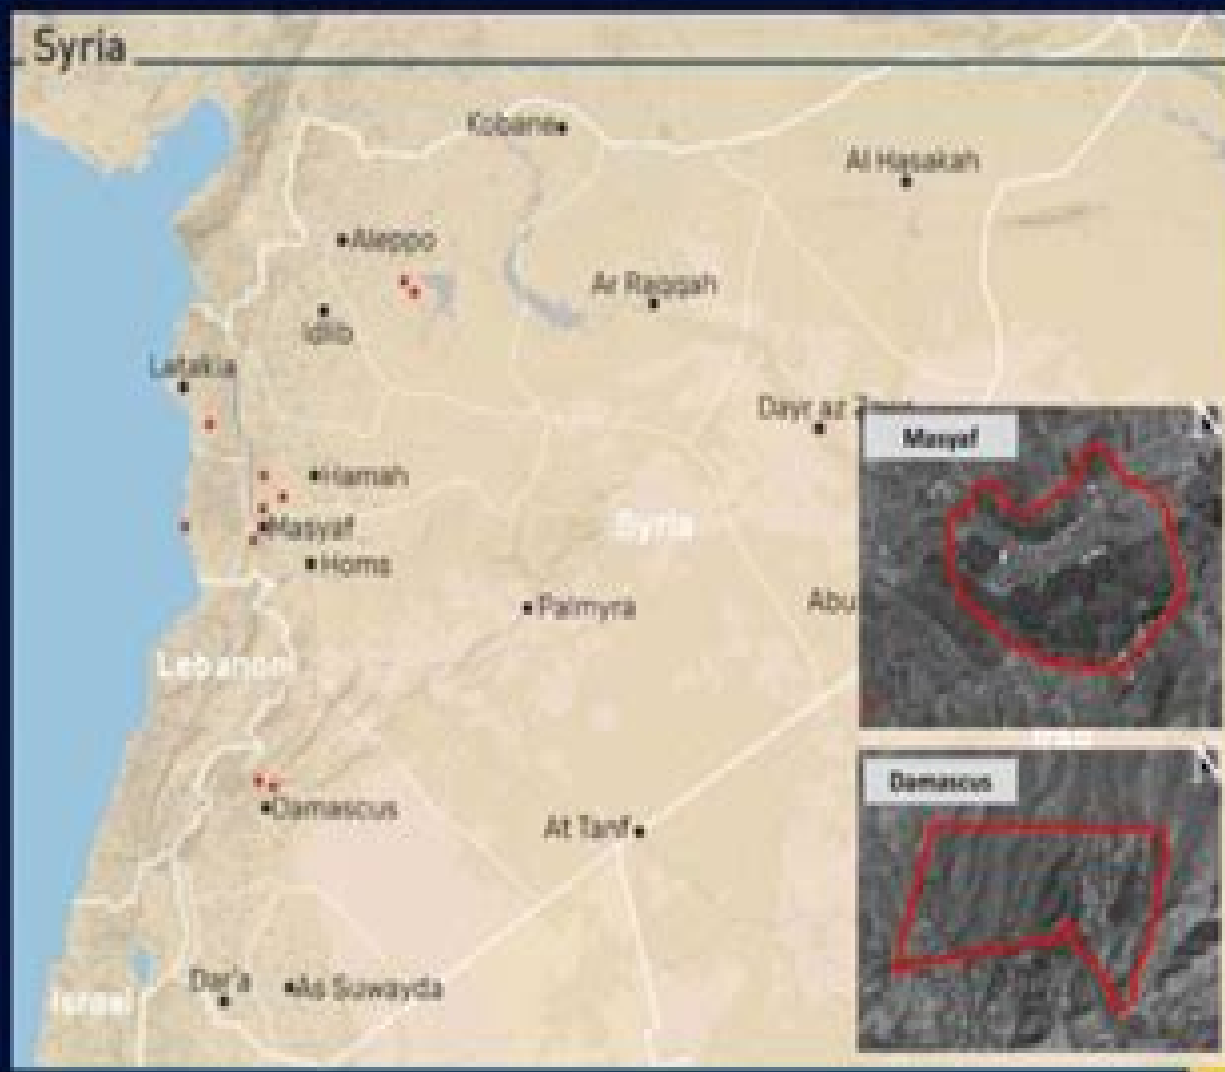 Syria
Kobane
Al Hasakah
Aleppo
Ar Raqqah
Idlib
Latakia
Dayr az
Masyaf
Hamah
Syria
Masyaf
Homs
Abu
Palmyra
Lebanon
Damascus
Damascus
At Tanf
Dar'a
As Suwayda
Israel